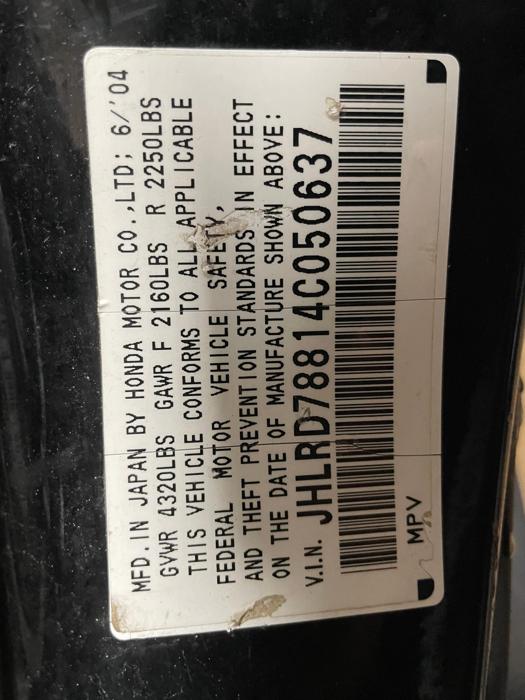 MFD. IN JAPAN BY HONDA MOTOR CO.,LTD; 6/'04
GVWR 4320LBS GAWR F 2160LBS R 2250LBS
THIS VEHICLE CONFORMS TO ALL APPLICABLE
FEDERAL MOTOR VEHICLE SAFETY,
AND THEFT PREVENTION STANDARDS IN EFFECT
ON THE DATE OF MANUFACTURE SHOWN ABOVE:
V.I.N. JHLRD78814C050637
MPV